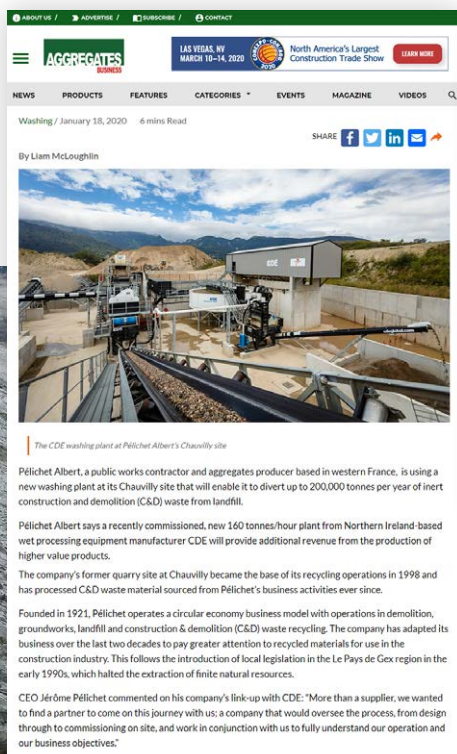 ABOUT US / ADVERTISE / SUBSCRIBE / CONTACT
AGGREGATES
BUSINESS
LAS VEGAS, NV
MARCH 10–14, 2020
North America's Largest
Construction Trade Show
LEARN MORE
NEWS PRODUCTS FEATURES CATEGORIES EVENTS MAGAZINE VIDEOS
Washing / January 18, 2020 6 mins Read
SHARE
By Liam McLoughlin
CDE
The CDE washing plant at Pélichet Albert's Chauvilly site
Pélichet Albert, a public works contractor and aggregates producer based in western France, is using a
new washing plant at its Chauvilly site that will enable it to divert up to 200,000 tonnes per year of inert
construction and demolition (C&D) waste from landfill.
Pélichet Albert says a recently commissioned, new 160 tonnes/hour plant from Northern Ireland-based
wet processing equipment manufacturer CDE will provide additional revenue from the production of
higher value products.
The company's former quarry site at Chauvilly became the base of its recycling operations in 1998 and
has processed C&D waste material sourced from Pélichet's business activities ever since.
Founded in 1921, Pélichet operates a circular economy business model with operations in demolition,
groundworks, landfill and construction & demolition (C&D) waste recycling. The company has adapted its
business over the last two decades to pay greater attention to recycled materials for use in the
construction industry. This follows the introduction of local legislation in the Le Pays de Gex region in the
early 1990s, which halted the extraction of finite natural resources.
CEO Jérôme Pélichet commented on his company's link-up with CDE: "More than a supplier, we wanted
to find a partner to come on this journey with us; a company that would oversee the process, from design
through to commissioning on site, and work in conjunction with us to fully understand our operation and
our business objectives."